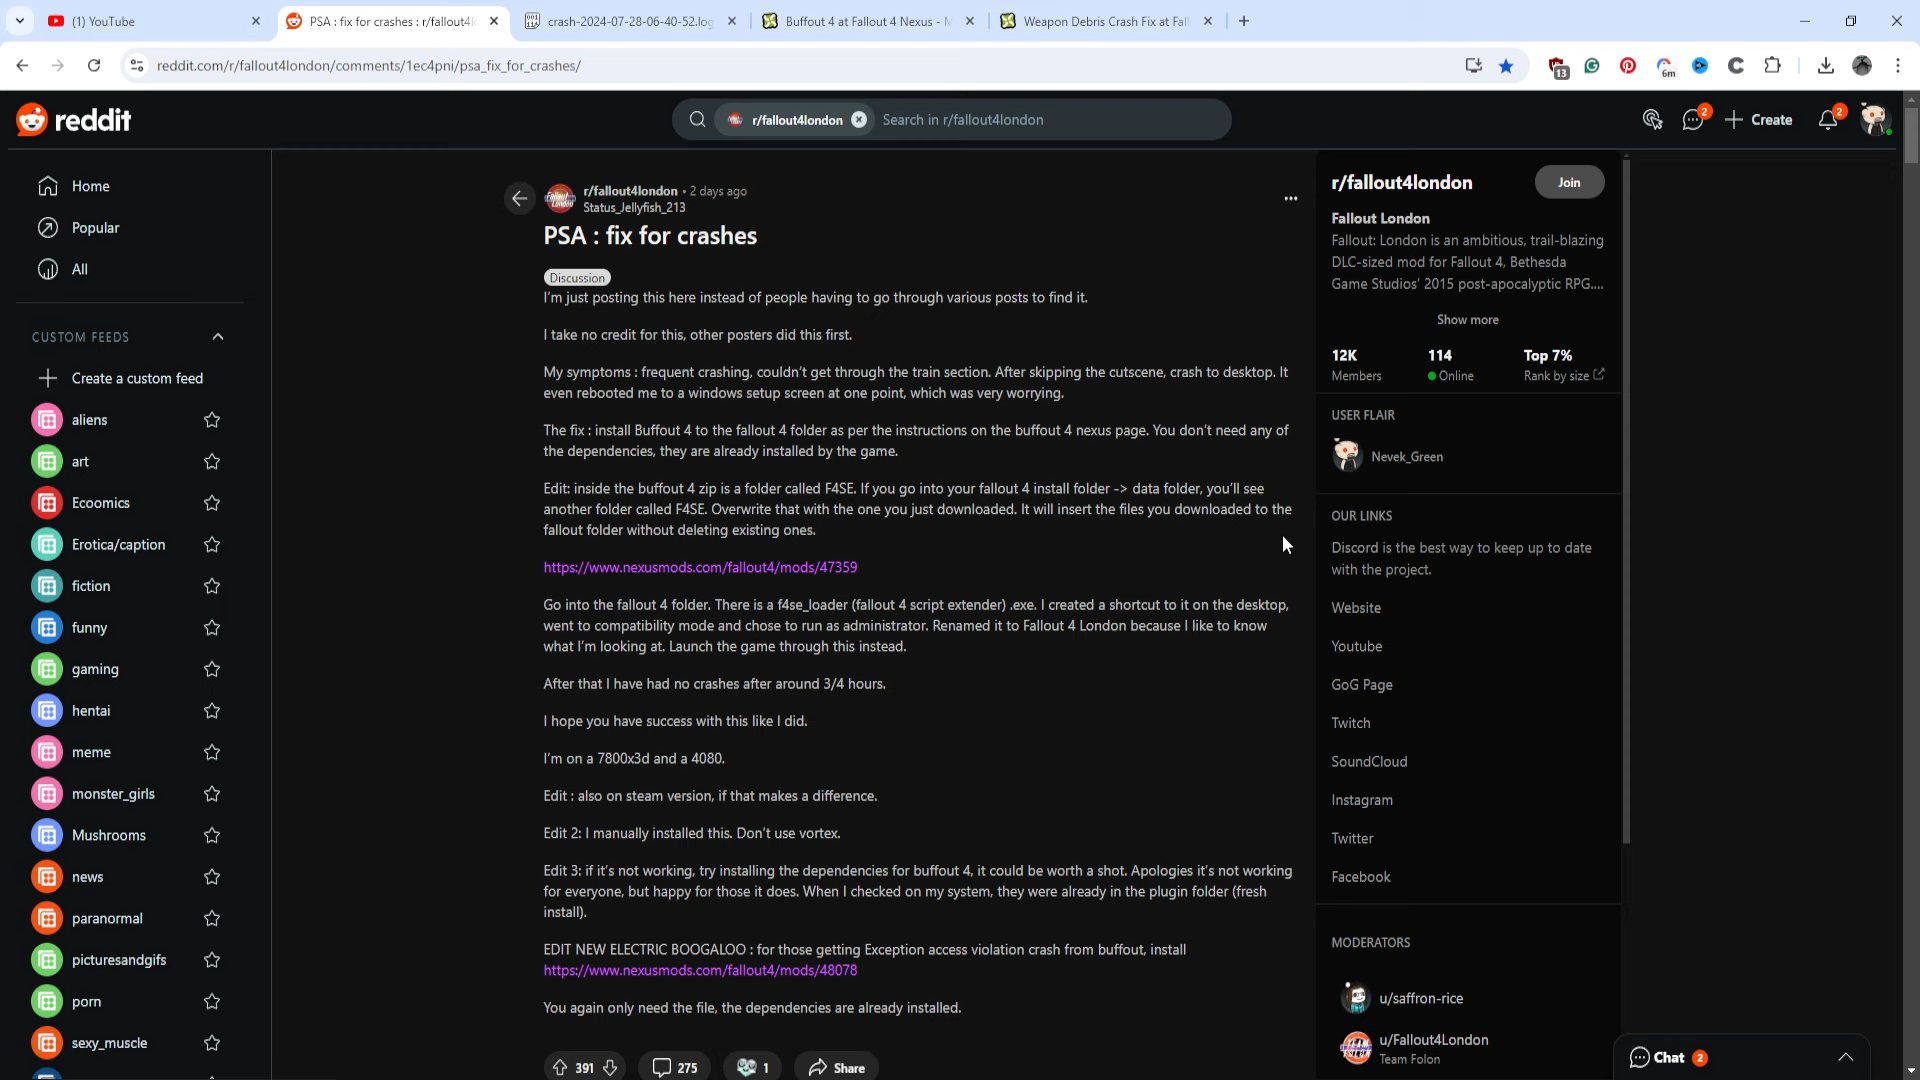 (1) YouTube
PSA : fix for crashes : r/fallout4l
crash-2024-07-28-06-40-52.log
Buffout 4 at Fallout 4 Nexus - M
Weapon Debris Crash Fix at Fall
reddit.com/r/fallout4london/comments/1ec4pni/psa_fix_for_crashes/
13
6m
reddit
r/fallout4london
Search in r/fallout4london
2
Create
2
Home
Popular
All
CUSTOM FEEDS
Create a custom feed
aliens
art
Ecoomics
Erotica/caption
fiction
funny
gaming
hentai
meme
monster_girls
Mushrooms
news
paranormal
picturesandgifs
porn
sexy_muscle
r/fallout4london • 2 days ago
Status_Jellyfish_213
PSA : fix for crashes
Discussion
I'm just posting this here instead of people having to go through various posts to find it.
I take no credit for this, other posters did this first.
My symptoms : frequent crashing, couldn't get through the train section. After skipping the cutscene, crash to desktop. It
even rebooted me to a windows setup screen at one point, which was very worrying.
The fix : install Buffout 4 to the fallout 4 folder as per the instructions on the buffout 4 nexus page. You don't need any of
the dependencies, they are already installed by the game.
Edit: inside the buffout 4 zip is a folder called F4SE. If you go into your fallout 4 install folder -> data folder, you'll see
another folder called F4SE. Overwrite that with the one you just downloaded. It will insert the files you downloaded to the
fallout folder without deleting existing ones.
https://www.nexusmods.com/fallout4/mods/47359
Go into the fallout 4 folder. There is a f4se_loader (fallout 4 script extender) .exe. I created a shortcut to it on the desktop,
went to compatibility mode and chose to run as administrator. Renamed it to Fallout 4 London because I like to know
what I'm looking at. Launch the game through this instead.
After that I have had no crashes after around 3/4 hours.
I hope you have success with this like I did.
I'm on a 7800x3d and a 4080.
Edit : also on steam version, if that makes a difference.
Edit 2: I manually installed this. Don't use vortex.
Edit 3: if it's not working, try installing the dependencies for buffout 4, it could be worth a shot. Apologies it's not working
for everyone, but happy for those it does. When I checked on my system, they were already in the plugin folder (fresh
install).
EDIT NEW ELECTRIC BOOGALOO : for those getting Exception access violation crash from buffout, install
https://www.nexusmods.com/fallout4/mods/48078
You again only need the file, the dependencies are already installed.
391
275
1
Share
r/fallout4london
Join
Fallout London
Fallout: London is an ambitious, trail-blazing
DLC-sized mod for Fallout 4, Bethesda
Game Studios' 2015 post-apocalyptic RPG....
Show more
12K
Members
114
Online
Top 7%
Rank by size
USER FLAIR
Nevek_Green
OUR LINKS
Discord is the best way to keep up to date
with the project.
Website
Youtube
GoG Page
Twitch
SoundCloud
Instagram
Twitter
Facebook
MODERATORS
u/saffron-rice
u/Fallout4London
Team Folon
Chat 2